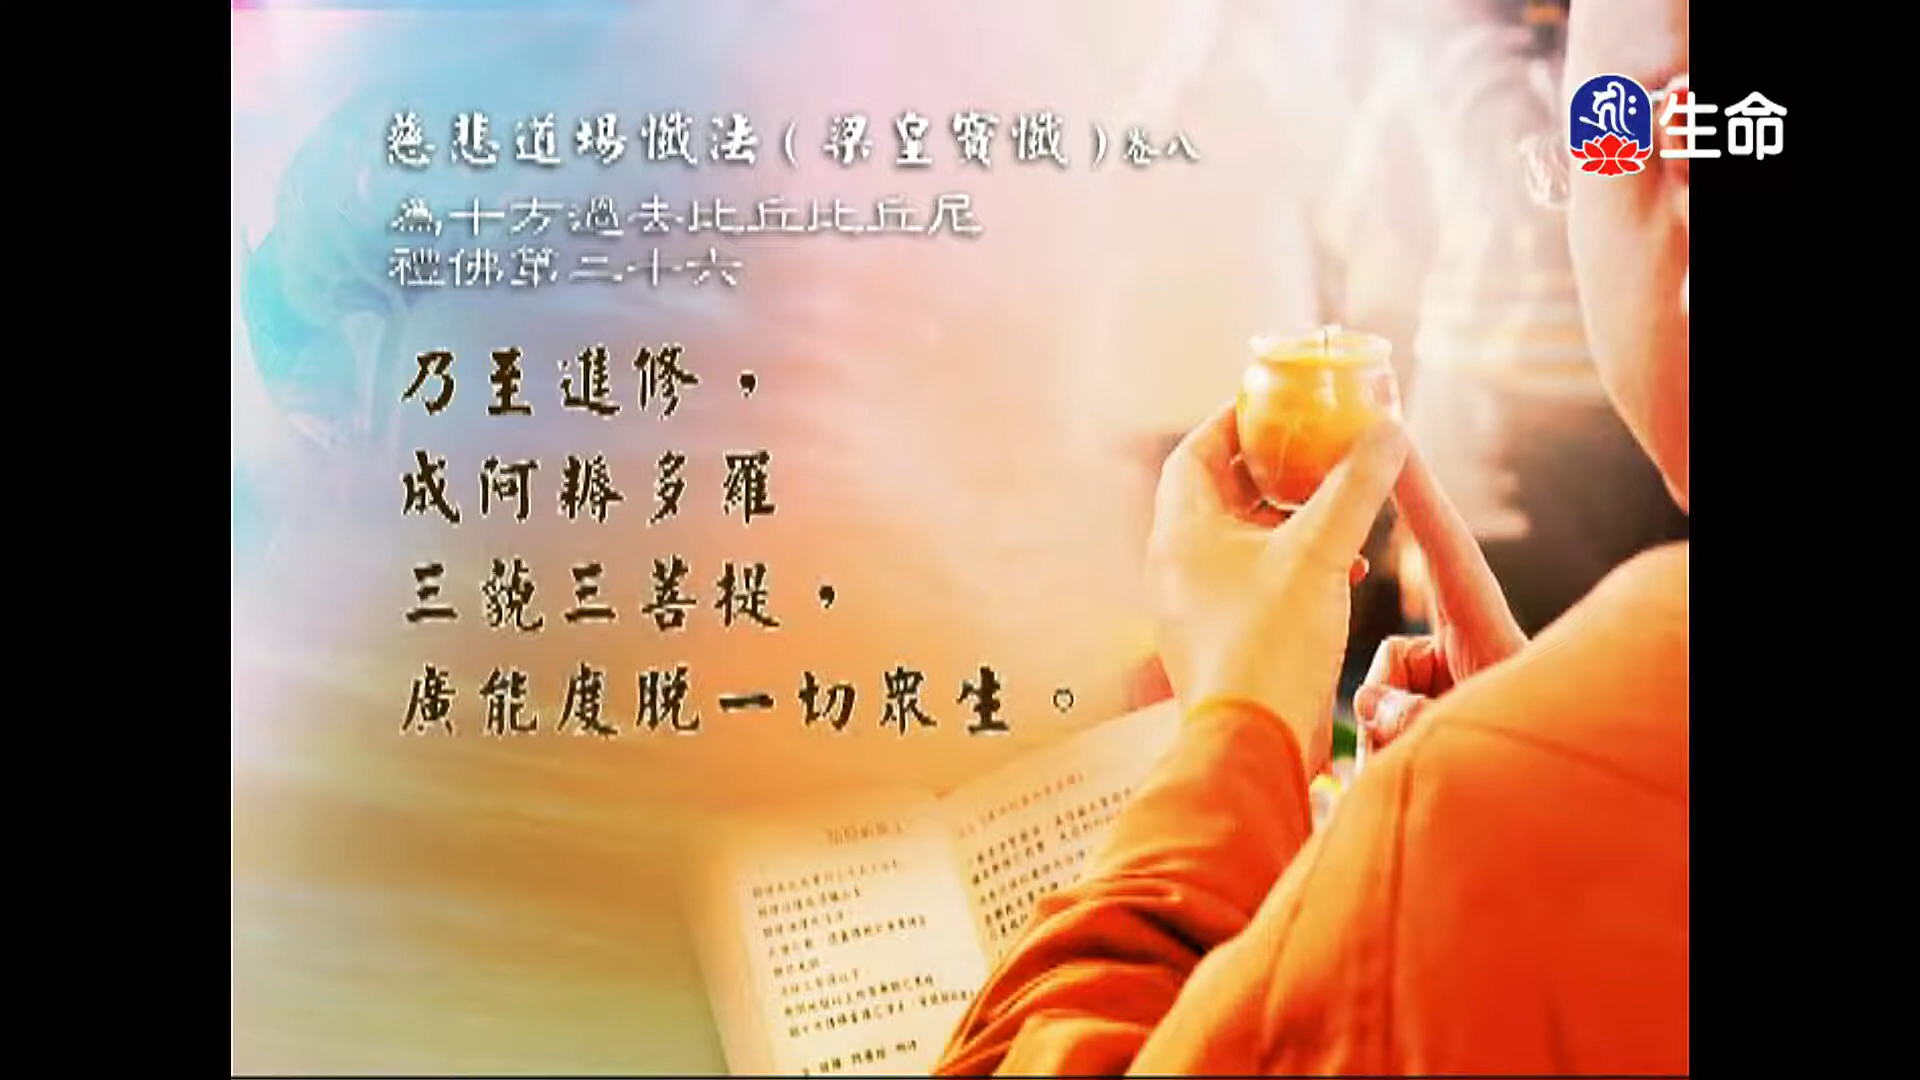 慈悲道場懺法(梁皇寶懺)卷八
為十方過去比丘比丘尼
禮佛第三十六
乃至進修，
成阿耨多羅
三藐三菩提，
廣能度脫一切眾生。
生命